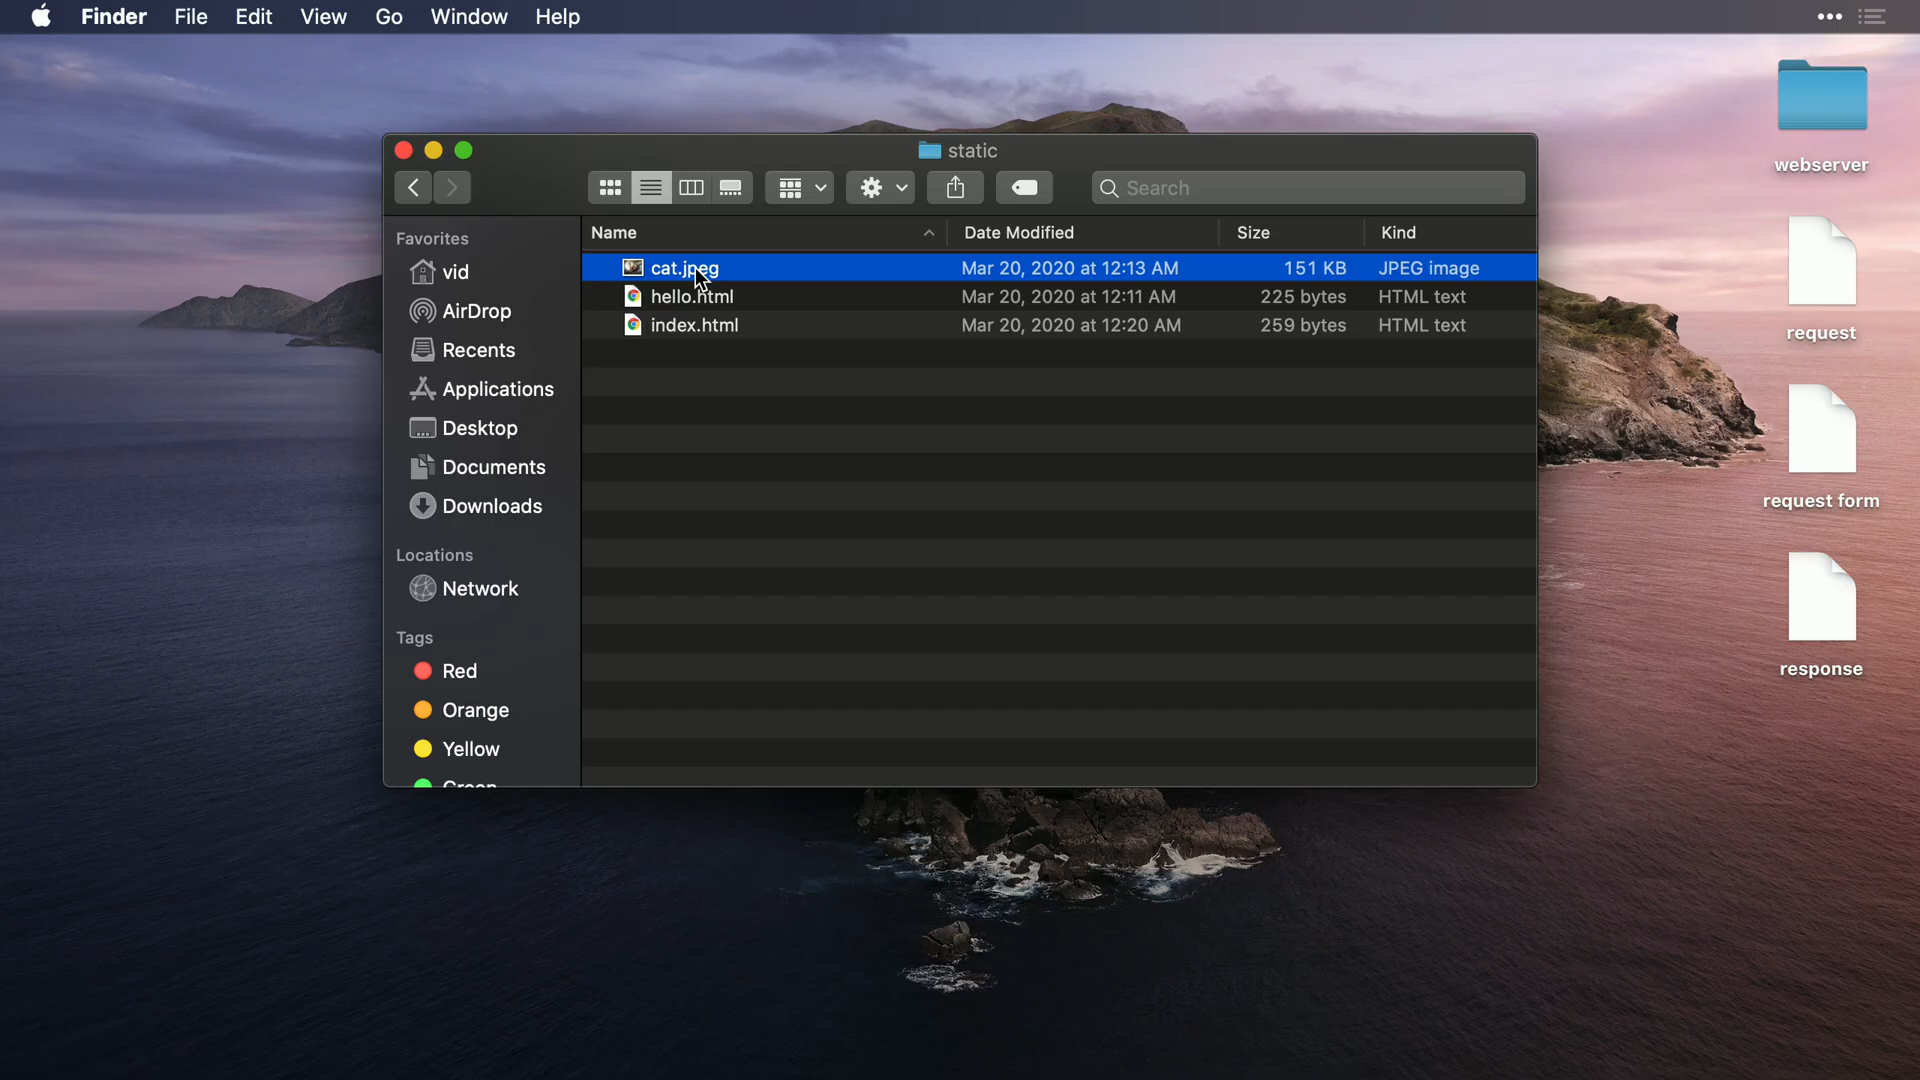 Finder File Edit View Go Window Help
static
Search
Favorites
vid
AirDrop
Recents
Applications
Desktop
Documents
Downloads
Locations
Network
Tags
Red
Orange
Yellow
Green
Name Date Modified Size Kind
cat.jpeg Mar 20, 2020 at 12:13 AM 151 KB JPEG image
hello.html Mar 20, 2020 at 12:11 AM 225 bytes HTML text
index.html Mar 20, 2020 at 12:20 AM 259 bytes HTML text
webserver
request
request form
response